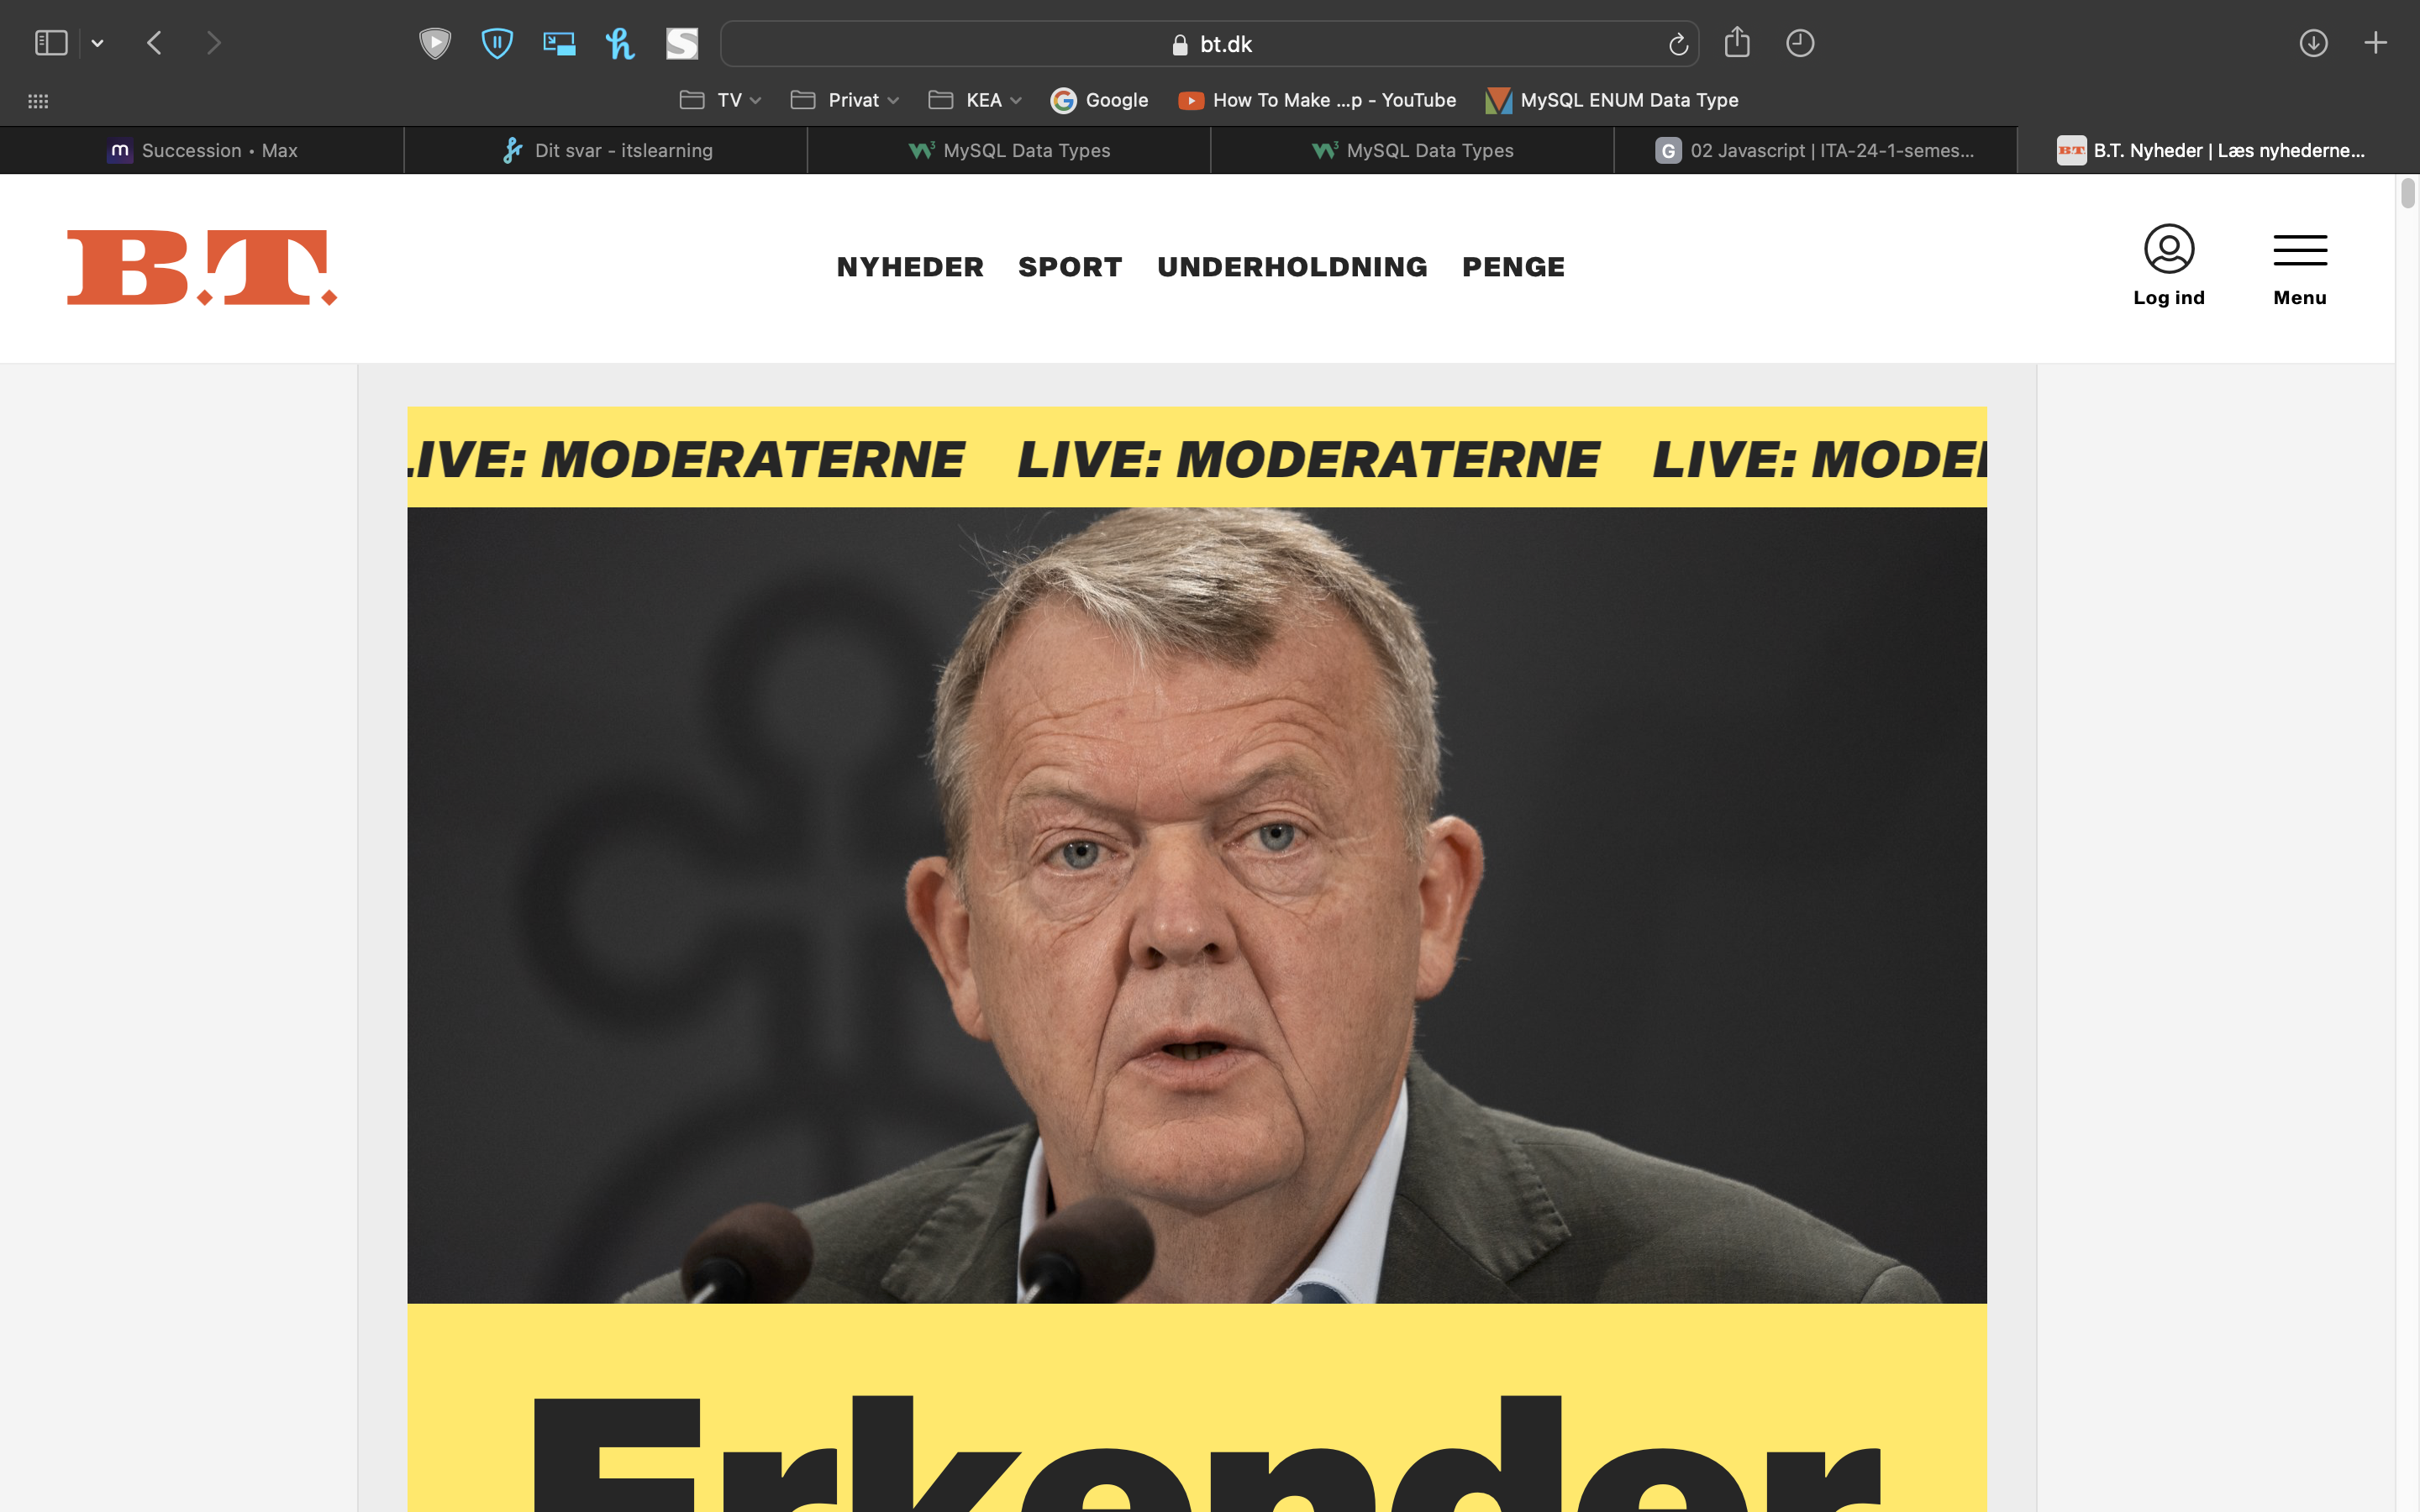 bt.dk
TV
Privat
KEA
Google
How To Make ...p - YouTube
MySQL ENUM Data Type
Succession • Max
Dit svar - itslearning
MySQL Data Types
MySQL Data Types
02 Javascript | ITA-24-1-semes...
B.T. Nyheder | Læs nyhederne...
B.T.
NYHEDER SPORT UNDERHOLDNING PENGE
Log ind
Menu
LIVE: MODERATERNE LIVE: MODERATERNE LIVE: MODE
Erkender